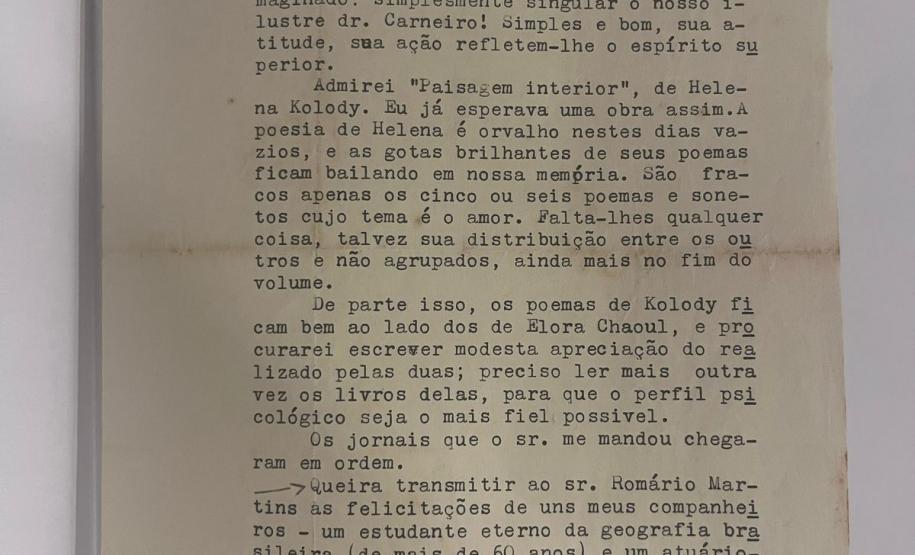 maginado! Simplesmente singular o nosso i-
lustre dr. Carneiro! Simples e bom, sua a-
titude, sua ação refletem-lhe o espírito su
perior.
Admirei "Paisagem interior", de Hele-
na Kolody. Eu já esperava uma obra assim.A
poesia de Helena é orvalho nestes dias va-
zios, e as gotas brilhantes de seus poemas
ficam bailando em nossa memória. São fra-
cos apenas os cinco ou seis poemas e sone-
tos cujo tema é o amor. Falta-lhes qualquer
coisa, talvez sua distribuição entre os ou
tros e não agrupados, ainda mais no fim do
volume.
De parte isso, os poemas de Kolody fi
cam bem ao lado dos de Elora Chaoul, e pro
curarei escrever modesta apreciação do rea
lizado pelas duas; preciso ler mais outra
vez os livros delas, para que o perfil psi
cológico seja o mais fiel possivel.
Os jornais que o sr. me mandou chega-
ram em ordem.
Queira transmitir ao sr. Romário Mar-
tins as felicitações de uns meus companhei
ros - um estudante eterno da geografia bra
sileira (de mais de 60 anos) e um atuário-